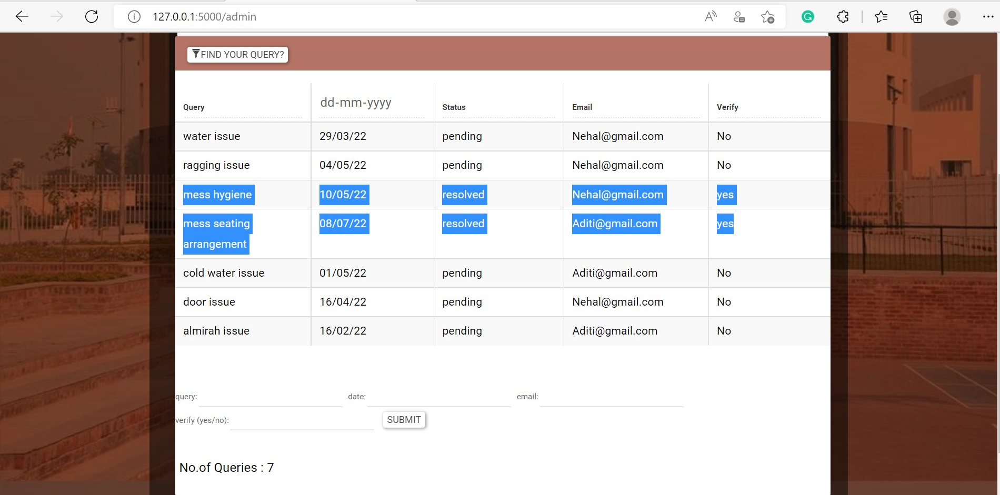 127.0.0.1:5000/admin
FIND YOUR QUERY?
Query dd-mm-yyyy Status Email Verify
water issue 29/03/22 pending Nehal@gmail.com No
ragging issue 04/05/22 pending Nehal@gmail.com No
mess hygiene 10/05/22 resolved Nehal@gmail.com yes
mess seating 08/07/22 resolved Aditi@gmail.com yes
arrangement
cold water issue 01/05/22 pending Aditi@gmail.com No
door issue 16/04/22 pending Nehal@gmail.com No
almirah issue 16/02/22 pending Aditi@gmail.com No
query: date: email:
verify (yes/no): SUBMIT
No.of Queries : 7